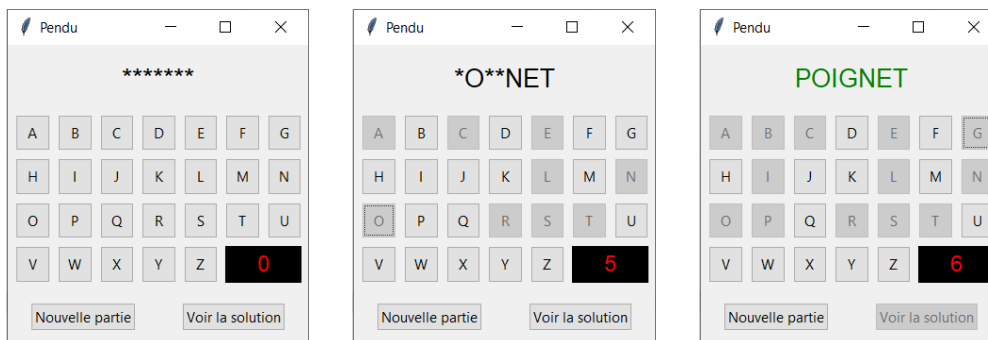 Pendu
*******
A B C D E F G
H I J K L M N
O P Q R S T U
V W X Y Z 0
Nouvelle partie Voir la solution
Pendu
*O**NET
A B C D E F G
H I J K L M N
O P Q R S T U
V W X Y Z 5
Nouvelle partie Voir la solution
Pendu
POIGNET
A B C D E F G
H I J K L M N
O P Q R S T U
V W X Y Z 6
Nouvelle partie Voir la solution